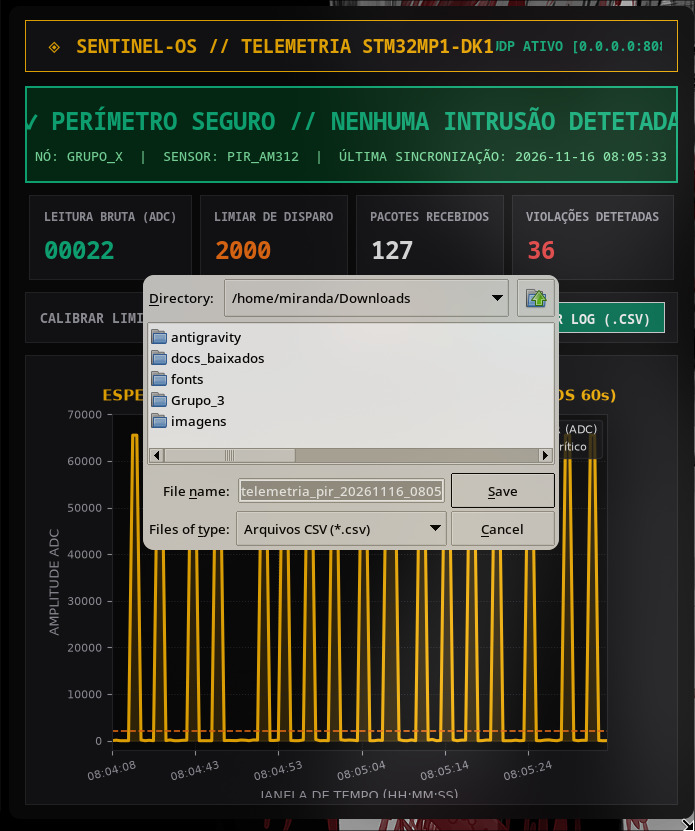 ◈ SENTINEL-OS // TELEMETRIA STM32MP1-DK1
UDP ATIVO [0.0.0.0:808
✓ PERÍMETRO SEGURO // NENHUMA INTRUSÃO DETETADA
NÓ: GRUPO_X | SENSOR: PIR_AM312 | ÚLTIMA SINCRONIZAÇÃO: 2026-11-16 08:05:33
LEITURA BRUTA (ADC)
00022
LIMIAR DE DISPARO
2000
PACOTES RECEBIDOS
127
VIOLAÇÕES DETETADAS
36
CALIBRAR LIMI
R LOG (.CSV)
Directory:
/home/miranda/Downloads
antigravity
docs_baixados
fonts
Grupo_3
imagens
File name:
telemetria_pir_20261116_0805
Save
Files of type:
Arquivos CSV (*.csv)
Cancel
ESPE
OS 60s)
(ADC)
rítico
AMPLITUDE ADC
70000
60000
50000
40000
30000
20000
10000
0
08:04:08
08:04:43
08:04:53
08:05:04
08:05:14
08:05:24
JANELA DE TEMPO (HH:MM:SS)